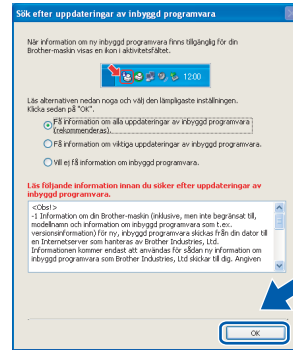 Sök efter uppdateringar av inbyggd programvara
När information om ny inbyggd programvara finns tillgänglig för din
Brother-maskin visas en ikon i aktivitetsfältet.
12:00
Läs alternativen nedan noga och välj den lämpligaste inställningen.
Klicka sedan på "OK".
Få information om alla uppdateringar av inbyggd programvara
(rekommenderas).
Få information om viktiga uppdateringar av inbyggd programvara.
Vill ej få information om inbyggd programvara.
Läs följande information innan du söker efter uppdateringar av
inbyggd programvara.
<Obs!>
-1 Information om din Brother-maskin (inklusive, men inte begränsat till,
modellnamn och information om inbyggd programvara som t.ex.
versionsinformation) för ny, inbyggd programvara skickas från din dator till
en Internetserver som hanteras av Brother Industries, Ltd.
Informationen kommer endast att användas för sådan ny information om
inbyggd programvara som Brother Industries, Ltd skickar till dig. Angiven
OK